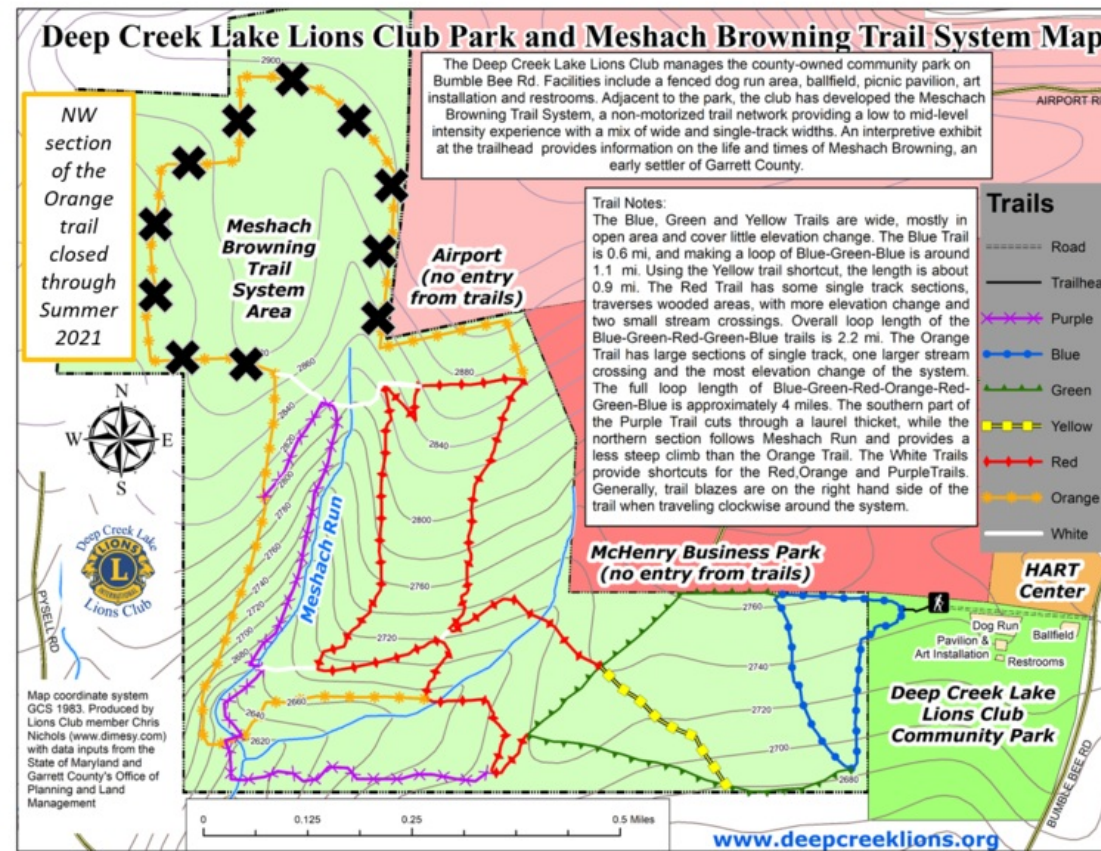 Deep Creek Lake Lions Club Park and Meshach Browning Trail System Map
The Deep Creek Lake Lions Club manages the county-owned community park on
Bumble Bee Rd. Facilities include a fenced dog run area, ballfield, picnic pavilion, art
installation and restrooms. Adjacent to the park, the club has developed the Meschach
Browning Trail System, a non-motorized trail network providing a low to mid-level
intensity experience with a mix of wide and single-track widths. An interpretive exhibit
at the trailhead provides information on the life and times of Meshach Browning, an
early settler of Garrett County.
AIRPORT R
NW
section
of the
Orange
trail
closed
through
Summer
2021
2900
Meshach
Browning
Trail
System
Area
Airport
(no entry
from trails)
Trail Notes:
The Blue, Green and Yellow Trails are wide, mostly in
open area and cover little elevation change. The Blue Trail
is 0.6 mi, and making a loop of Blue-Green-Blue is around
1.1 mi. Using the Yellow trail shortcut, the length is about
0.9 mi. The Red Trail has some single track sections,
traverses wooded areas, with more elevation change and
two small stream crossings. Overall loop length of the
Blue-Green-Red-Green-Blue trails is 2.2 mi. The Orange
Trail has large sections of single track, one larger stream
crossing and the most elevation change of the system.
The full loop length of Blue-Green-Red-Orange-Red-
Green-Blue is approximately 4 miles. The southern part of
the Purple Trail cuts through a laurel thicket, while the
northern section follows Meshach Run and provides a
less steep climb than the Orange Trail. The White Trails
provide shortcuts for the Red,Orange and PurpleTrails.
Generally, trail blazes are on the right hand side of the
trail when traveling clockwise around the system.
Trails
Road
Trailhea
Purple
Blue
Green
Yellow
Red
Orange
White
N
W E
S
2860
2880
2840
2840
2820
2800
2780
2800
2760
2760
2740
2720
2720
2700
2680
2660
2640
2620
Meshach Run
Deep Creek Lake
LIONS
L
INTERNATIONAL
Lions Club
PYSELL RD
McHenry Business Park
(no entry from trails)
HART
Center
2760
2740
2720
2700
2680
Dog Run
Ballfield
Pavilion &
Art Installation
Restrooms
Deep Creek Lake
Lions Club
Community Park
BUMBLE BEE RD
Map coordinate system
GCS 1983. Produced by
Lions Club member Chris
Nichols (www.dimesy.com)
with data inputs from the
State of Maryland and
Garrett County's Office of
Planning and Land
Management
0 0.125 0.25 0.5 Miles
www.deepcreeklions.org